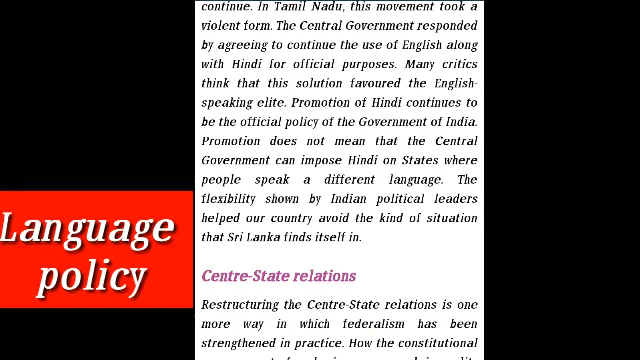 continue. In Tamil Nadu, this movement took a
violent form. The Central Government responded
by agreeing to continue the use of English along
with Hindi for official purposes. Many critics
think that this solution favoured the English-
speaking elite. Promotion of Hindi continues to
be the official policy of the Government of India.
Promotion does not mean that the Central
Government can impose Hindi on States where
people speak a different language. The
flexibility shown by Indian political leaders
helped our country avoid the kind of situation
that Sri Lanka finds itself in.
Language
policy
Centre-State relations
Restructuring the Centre-State relations is one
more way in which federalism has been
strengthened in practice. How the constitutional